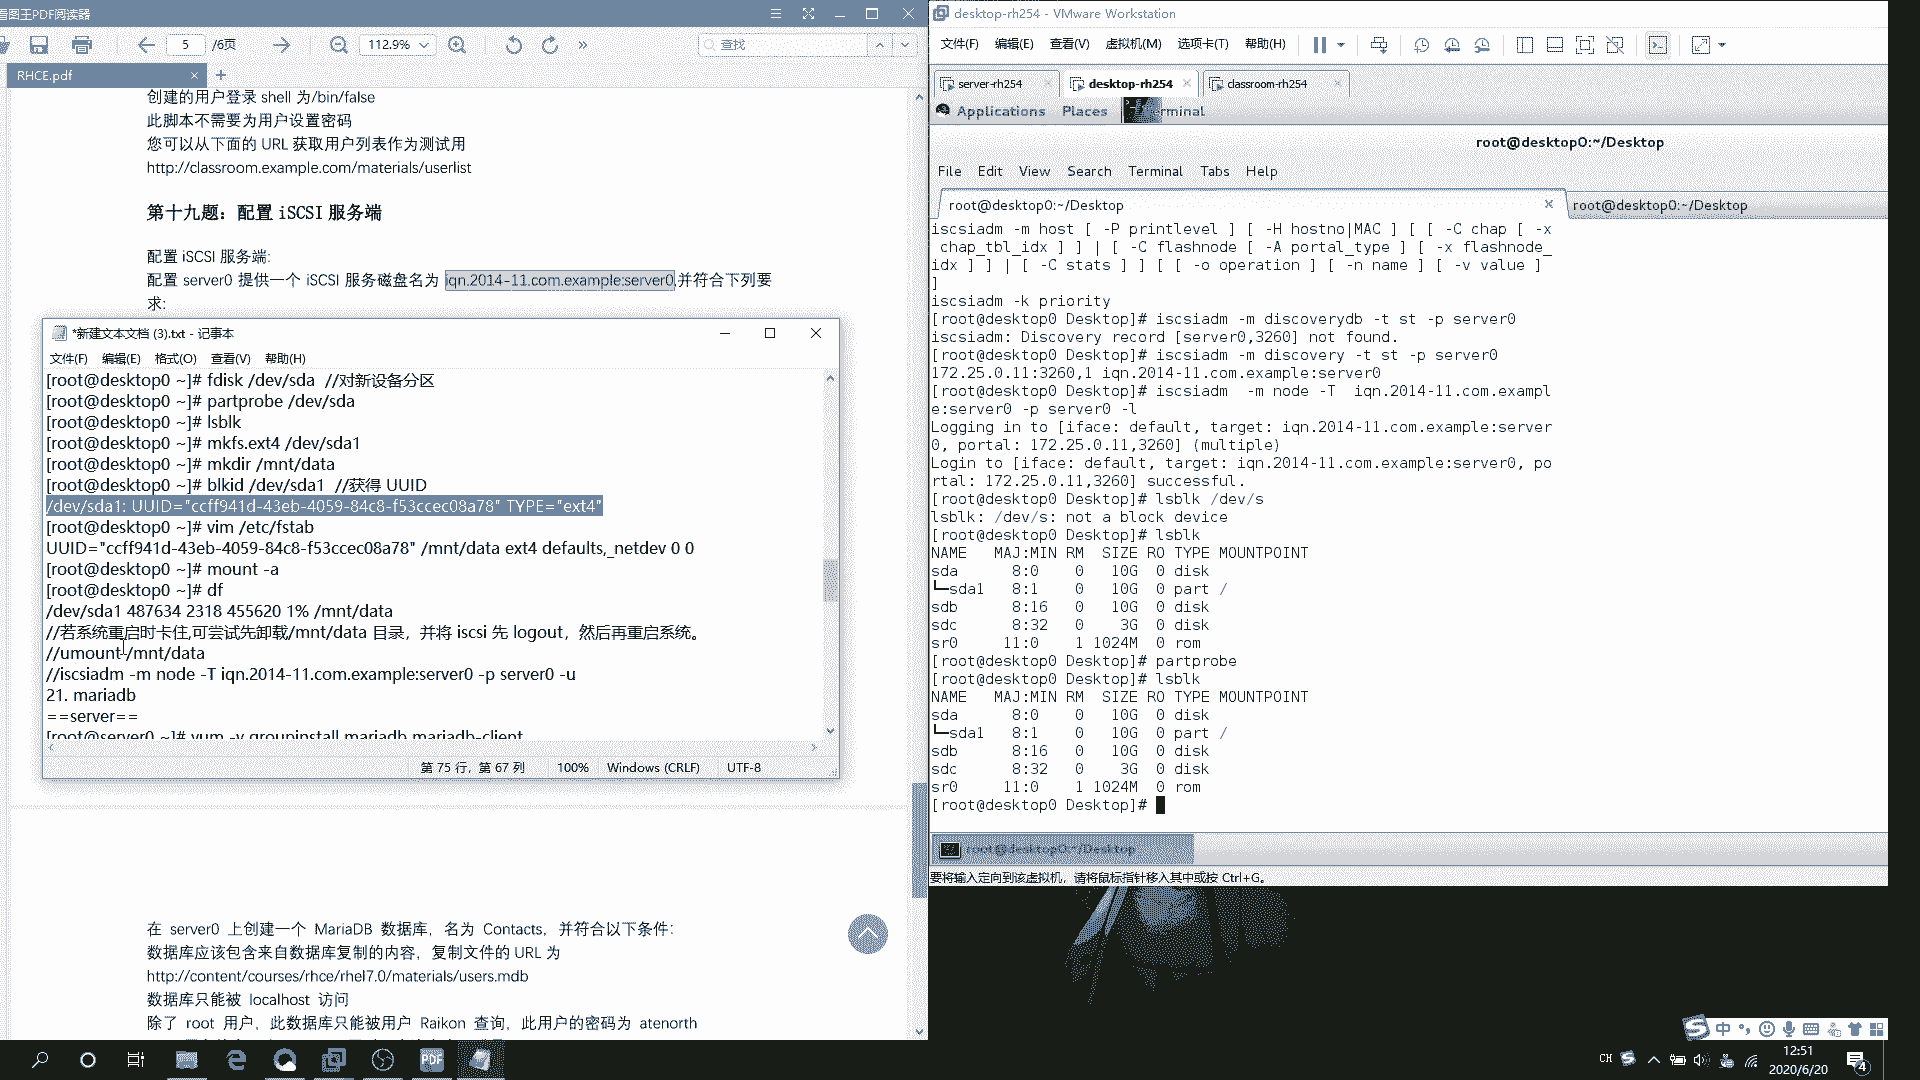 看图王PDF阅读器
5 /6页
112.9%
查找
RHCE.pdf
创建的用户登录 shell 为/bin/false
此脚本不需要为用户设置密码
您可以从下面的 URL 获取用户列表作为测试用
http://classroom.example.com/materials/userlist
第十九题：配置 iSCSI 服务端
配置 iSCSI 服务端:
配置 server0 提供一个 iSCSI 服务磁盘名为 iqn.2014-11.com.example:server0,并符合下列要
求:
*新建文本文档 (3).txt - 记事本
文件(F) 编辑(E) 格式(O) 查看(V) 帮助(H)
[root@desktop0 ~]# fdisk /dev/sda //对新设备分区
[root@desktop0 ~]# partprobe /dev/sda
[root@desktop0 ~]# lsblk
[root@desktop0 ~]# mkfs.ext4 /dev/sda1
[root@desktop0 ~]# mkdir /mnt/data
[root@desktop0 ~]# blkid /dev/sda1 //获得 UUID
/dev/sda1: UUID="ccff941d-43eb-4059-84c8-f53ccec08a78" TYPE="ext4"
[root@desktop0 ~]# vim /etc/fstab
UUID="ccff941d-43eb-4059-84c8-f53ccec08a78" /mnt/data ext4 defaults,_netdev 0 0
[root@desktop0 ~]# mount -a
[root@desktop0 ~]# df
/dev/sda1 487634 2318 455620 1% /mnt/data
//若系统重启时卡住,可尝试先卸载/mnt/data 目录，并将 iscsi 先 logout，然后再重启系统。
//umount /mnt/data
//iscsiadm -m node -T iqn.2014-11.com.example:server0 -p server0 -u
21. mariadb
==server==
[root@server0 ~]# yum -y groupinstall mariadb mariadb-client
第 75 行，第 67 列 100% Windows (CRLF) UTF-8
在 server0 上创建一个 MariaDB 数据库，名为 Contacts，并符合以下条件：
数据库应该包含来自数据库复制的内容，复制文件的 URL 为
http://content/courses/rhce/rhel7.0/materials/users.mdb
数据库只能被 localhost 访问
除了 root 用户，此数据库只能被用户 Raikon 查询，此用户的密码为 atenorth
desktop-rh254 - VMware Workstation
文件(F) 编辑(E) 查看(V) 虚拟机(M) 选项卡(T) 帮助(H)
server-rh254 desktop-rh254 classroom-rh254
Applications Places Terminal
root@desktop0:~/Desktop
File Edit View Search Terminal Tabs Help
root@desktop0:~/Desktop root@desktop0:~/Desktop
iscsiadm -m host [ -P printlevel ] [ -H hostno|MAC ] [ [ -C chap [ -x
chap_tbl_idx ] ] | [ -C flashnode [ -A portal_type ] [ -x flashnode_
idx ] ] | [ -C stats ] ] [ [ -o operation ] [ -n name ] [ -v value ]
]
iscsiadm -k priority
[root@desktop0 Desktop]# iscsiadm -m discoverydb -t st -p server0
iscsiadm: Discovery record [server0,3260] not found.
[root@desktop0 Desktop]# iscsiadm -m discovery -t st -p server0
172.25.0.11:3260,1 iqn.2014-11.com.example:server0
[root@desktop0 Desktop]# iscsiadm  -m node -T  iqn.2014-11.com.exampl
e:server0 -p server0 -l
Logging in to [iface: default, target: iqn.2014-11.com.example:server
0, portal: 172.25.0.11,3260] (multiple)
Login to [iface: default, target: iqn.2014-11.com.example:server0, po
rtal: 172.25.0.11,3260] successful.
[root@desktop0 Desktop]# lsblk /dev/s
lsblk: /dev/s: not a block device
[root@desktop0 Desktop]# lsblk
NAME MAJ:MIN RM SIZE RO TYPE MOUNTPOINT
sda 8:0 0 10G 0 disk
└─sda1 8:1 0 10G 0 part /
sdb 8:16 0 10G 0 disk
sdc 8:32 0 3G 0 disk
sr0 11:0 1 1024M 0 rom
[root@desktop0 Desktop]# partprobe
[root@desktop0 Desktop]# lsblk
NAME MAJ:MIN RM SIZE RO TYPE MOUNTPOINT
sda 8:0 0 10G 0 disk
└─sda1 8:1 0 10G 0 part /
sdb 8:16 0 10G 0 disk
sdc 8:32 0 3G 0 disk
sr0 11:0 1 1024M 0 rom
[root@desktop0 Desktop]#
root@desktop0:~/Desktop
要将输入定向到该虚拟机，请将鼠标指针移入其中或按 Ctrl+G。
中
PDF
CH
12:51
2020/6/20
4